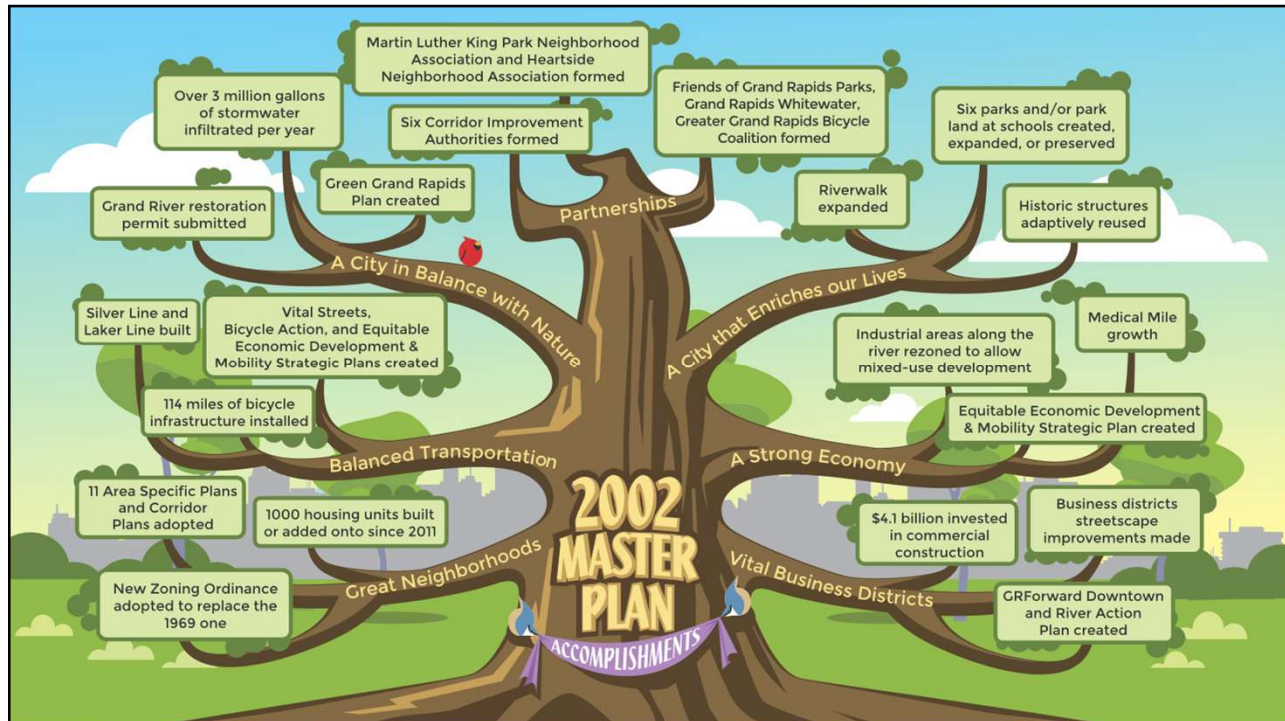 Martin Luther King Park Neighborhood
Association and Heartside
Neighborhood Association formed
Over 3 million gallons
of stormwater
infiltrated per year
Six Corridor Improvement
Authorities formed
Friends of Grand Rapids Parks,
Grand Rapids Whitewater,
Greater Grand Rapids Bicycle
Coalition formed
Six parks and/or park
land at schools created,
expanded, or preserved
Green Grand Rapids
Plan created
Grand River restoration
permit submitted
Partnerships
Riverwalk
expanded
Historic structures
adaptively reused
A City in Balance with Nature
A City that Enriches our Lives
Silver Line and
Laker Line built
Vital Streets,
Bicycle Action, and Equitable
Economic Development &
Mobility Strategic Plans created
Industrial areas along the
river rezoned to allow
mixed-use development
Medical Mile
growth
114 miles of bicycle
infrastructure installed
Equitable Economic Development
& Mobility Strategic Plan created
Balanced Transportation
A Strong Economy
11 Area Specific Plans
and Corridor
Plans adopted
1000 housing units built
or added onto since 2011
2002
MASTER
PLAN
ACCOMPLISHMENTS
$4.1 billion invested
in commercial
construction
Business districts
streetscape
improvements made
Great Neighborhoods
Vital Business Districts
New Zoning Ordinance
adopted to replace the
1969 one
GRForward Downtown
and River Action
Plan created